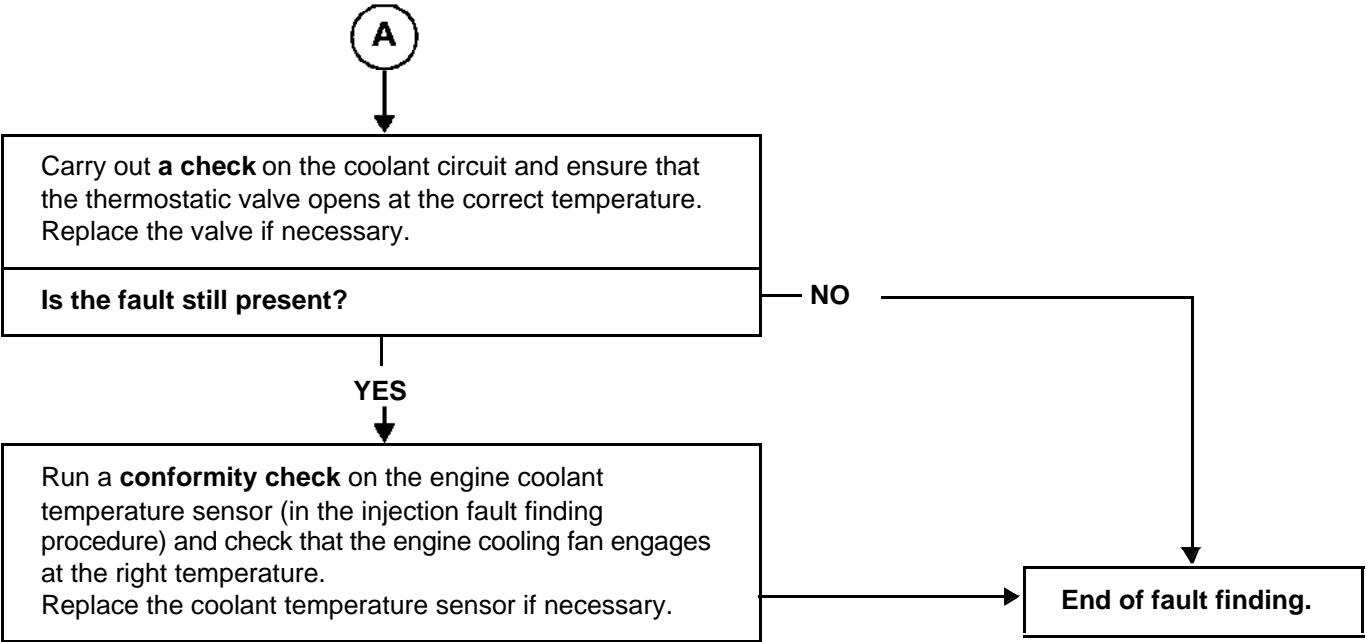 A
Carry out a check on the coolant circuit and ensure that
the thermostatic valve opens at the correct temperature.
Replace the valve if necessary.
Is the fault still present?
NO
YES
Run a conformity check on the engine coolant
temperature sensor (in the injection fault finding
procedure) and check that the engine cooling fan engages
at the right temperature.
Replace the coolant temperature sensor if necessary.
End of fault finding.